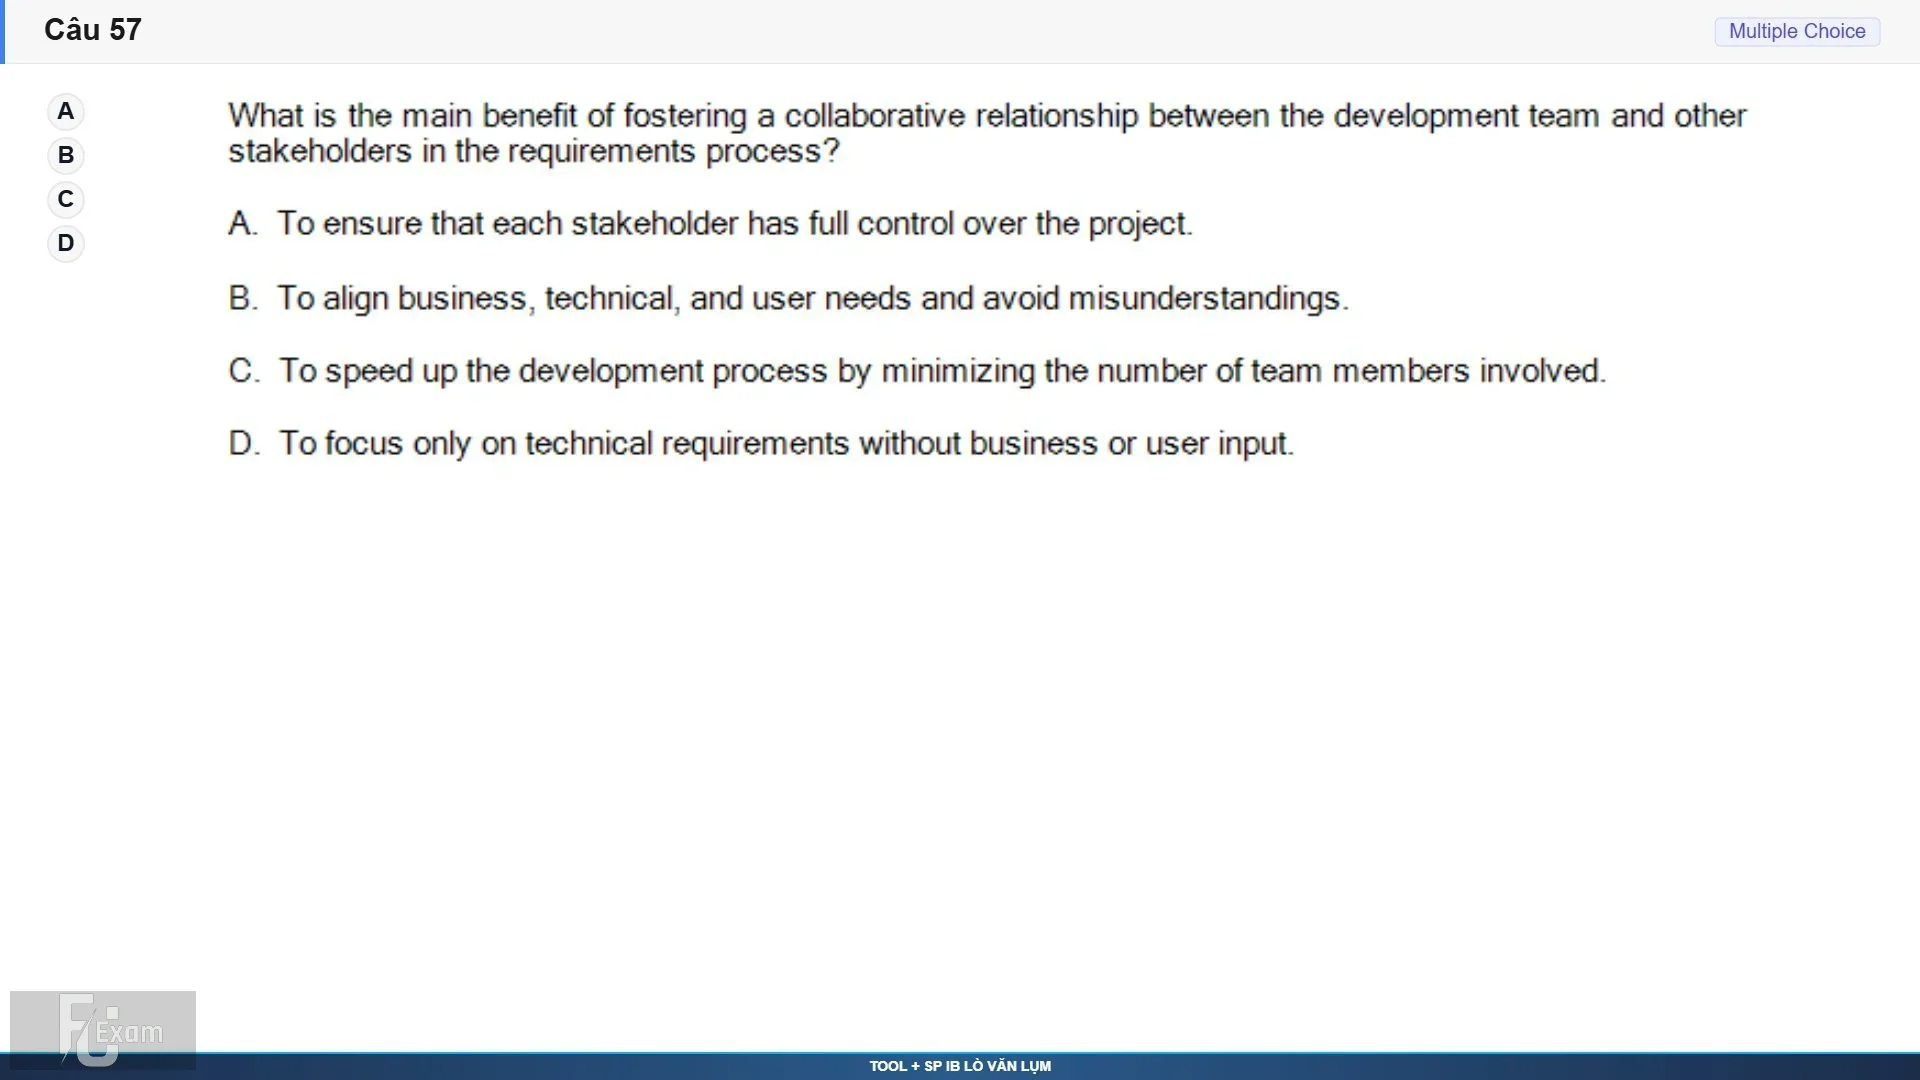 Câu 57
Multiple Choice
A
B
C
D
What is the main benefit of fostering a collaborative relationship between the development team and other
stakeholders in the requirements process?
A. To ensure that each stakeholder has full control over the project.
B. To align business, technical, and user needs and avoid misunderstandings.
C. To speed up the development process by minimizing the number of team members involved.
D. To focus only on technical requirements without business or user input.
FU Exam
TOOL + SP IB LÒ VĂN LỤM